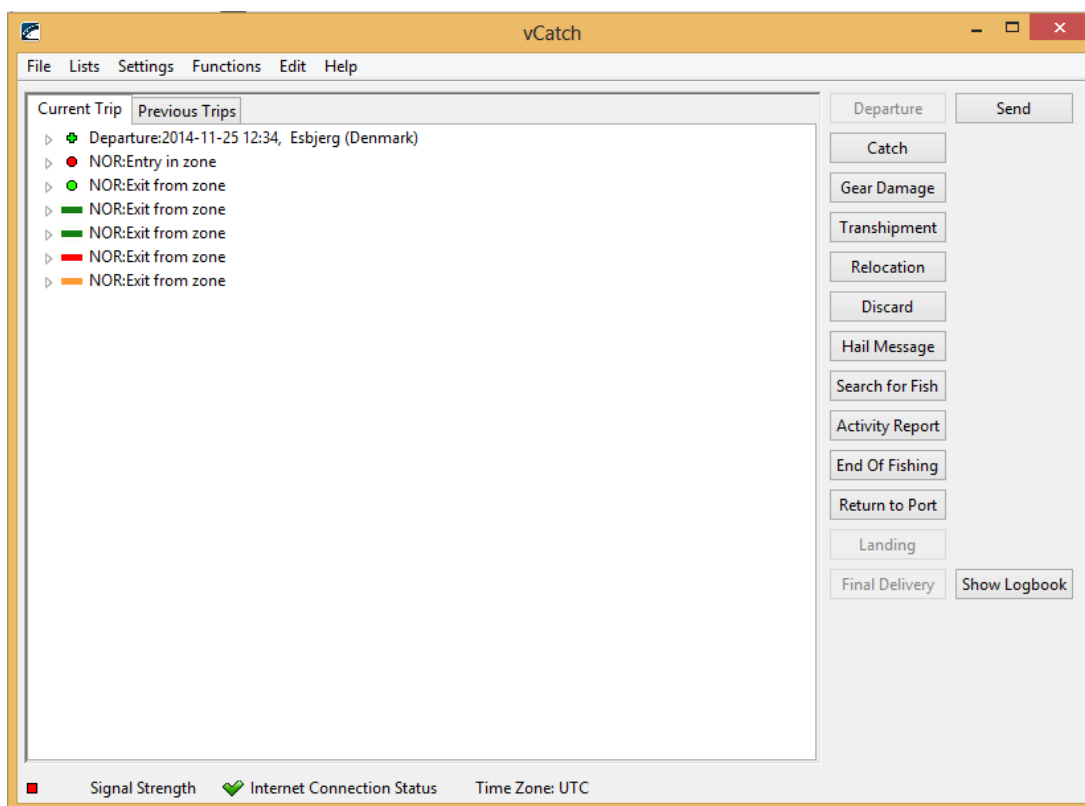 vCatch
File Lists Settings Functions Edit Help
Current Trip Previous Trips
Departure:2014-11-25 12:34, Esbjerg (Denmark)
NOR:Entry in zone
NOR:Exit from zone
NOR:Exit from zone
NOR:Exit from zone
NOR:Exit from zone
NOR:Exit from zone
Departure Send
Catch
Gear Damage
Transhipment
Relocation
Discard
Hail Message
Search for Fish
Activity Report
End Of Fishing
Return to Port
Landing
Final Delivery Show Logbook
Signal Strength Internet Connection Status Time Zone: UTC